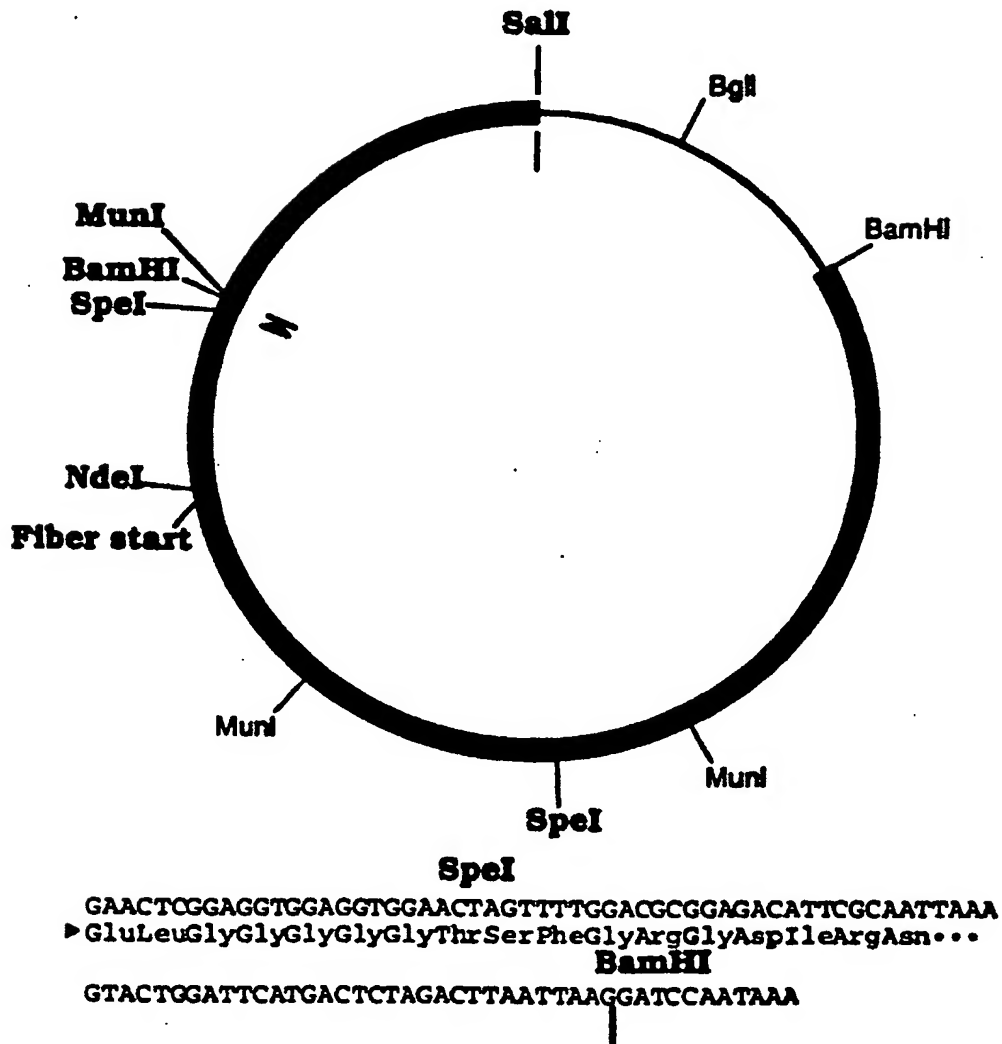 SalI
BglI
BamHI
MunI
BamHI
SpeI
NdeI
Fiber start
MunI
MunI
SpeI
SpeI
GAACTCGGAGGTGGAGGTGGAACTAGTTTTGGACGCGGAGACATTCGCAATTAAA
▶GluLeuGlyGlyGlyGlyGlyThrSerPheGlyArgGlyAspIleArgAsn•••
BamHI
GTACTGGATTCATGACTCTAGACTTAATTAAGGATCCAATAAA